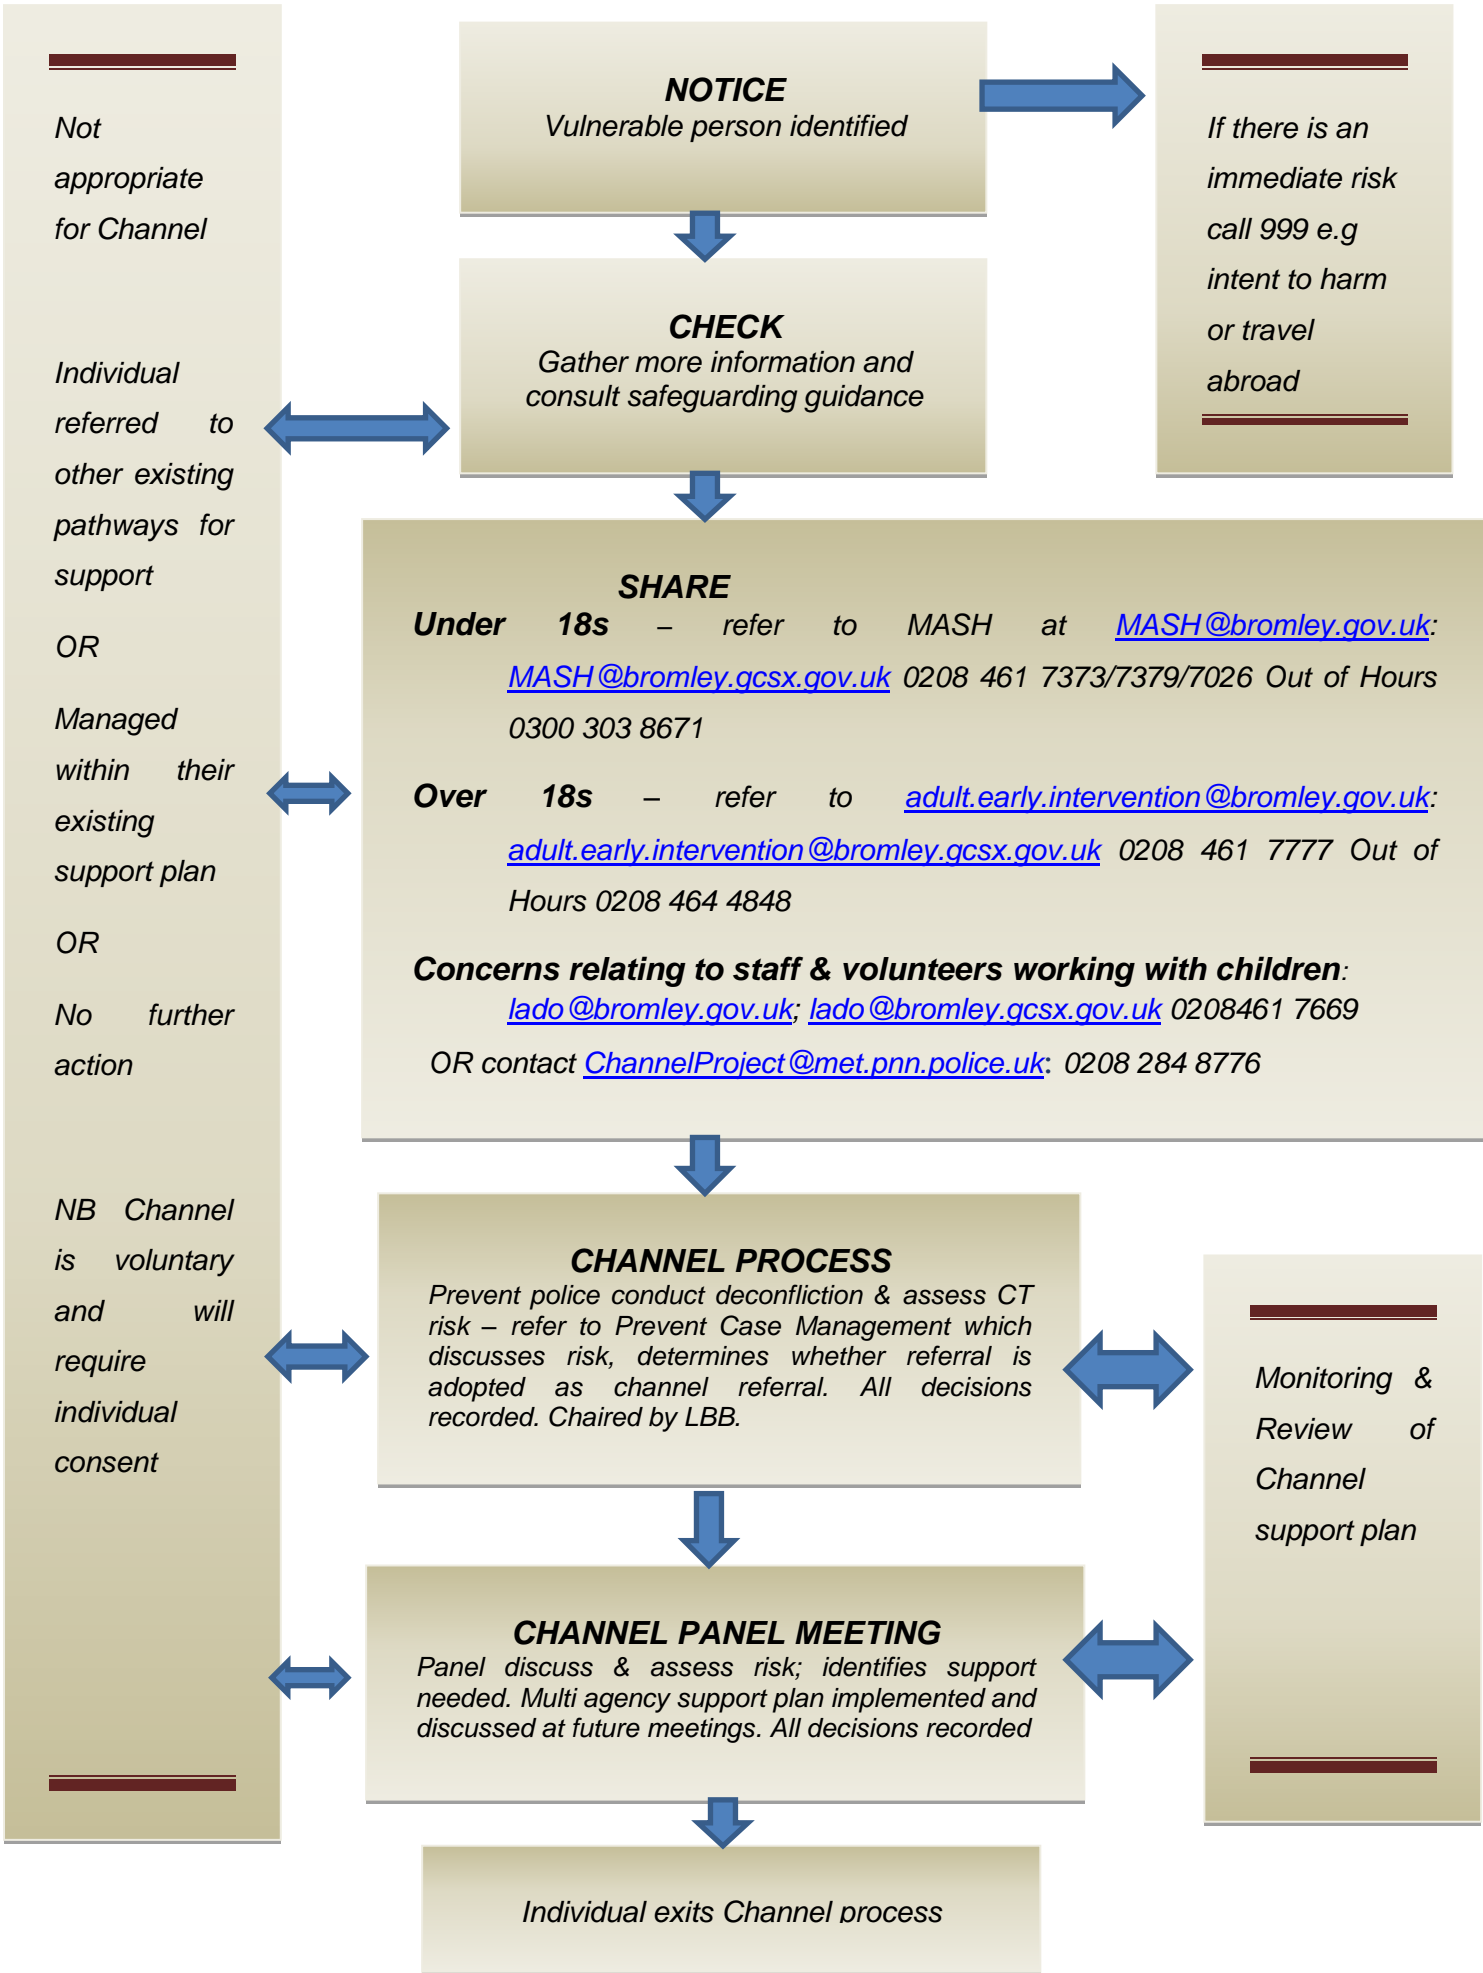 Not
appropriate
for Channel
Individual
referred to
other existing
pathways for
support
OR
Managed
within their
existing
support plan
OR
No further
action
NB Channel
is voluntary
and will
require
individual
consent
NOTICE
Vulnerable person identified
If there is an
immediate risk
call 999 e.g
intent to harm
or travel
abroad
CHECK
Gather more information and
consult safeguarding guidance
SHARE
Under 18s – refer to MASH at MASH@bromley.gov.uk:
MASH@bromley.gcsx.gov.uk 0208 461 7373/7379/7026 Out of Hours
0300 303 8671
Over 18s – refer to adult.early.intervention@bromley.gov.uk:
adult.early.intervention@bromley.gcsx.gov.uk 0208 461 7777 Out of
Hours 0208 464 4848
Concerns relating to staff & volunteers working with children:
lado@bromley.gov.uk; lado@bromley.gcsx.gov.uk 0208461 7669
OR contact ChannelProject@met.pnn.police.uk: 0208 284 8776
CHANNEL PROCESS
Prevent police conduct deconfliction & assess CT
risk – refer to Prevent Case Management which
discusses risk, determines whether referral is
adopted as channel referral. All decisions
recorded. Chaired by LBB.
Monitoring &
Review of
Channel
support plan
CHANNEL PANEL MEETING
Panel discuss & assess risk; identifies support
needed. Multi agency support plan implemented and
discussed at future meetings. All decisions recorded
Individual exits Channel process